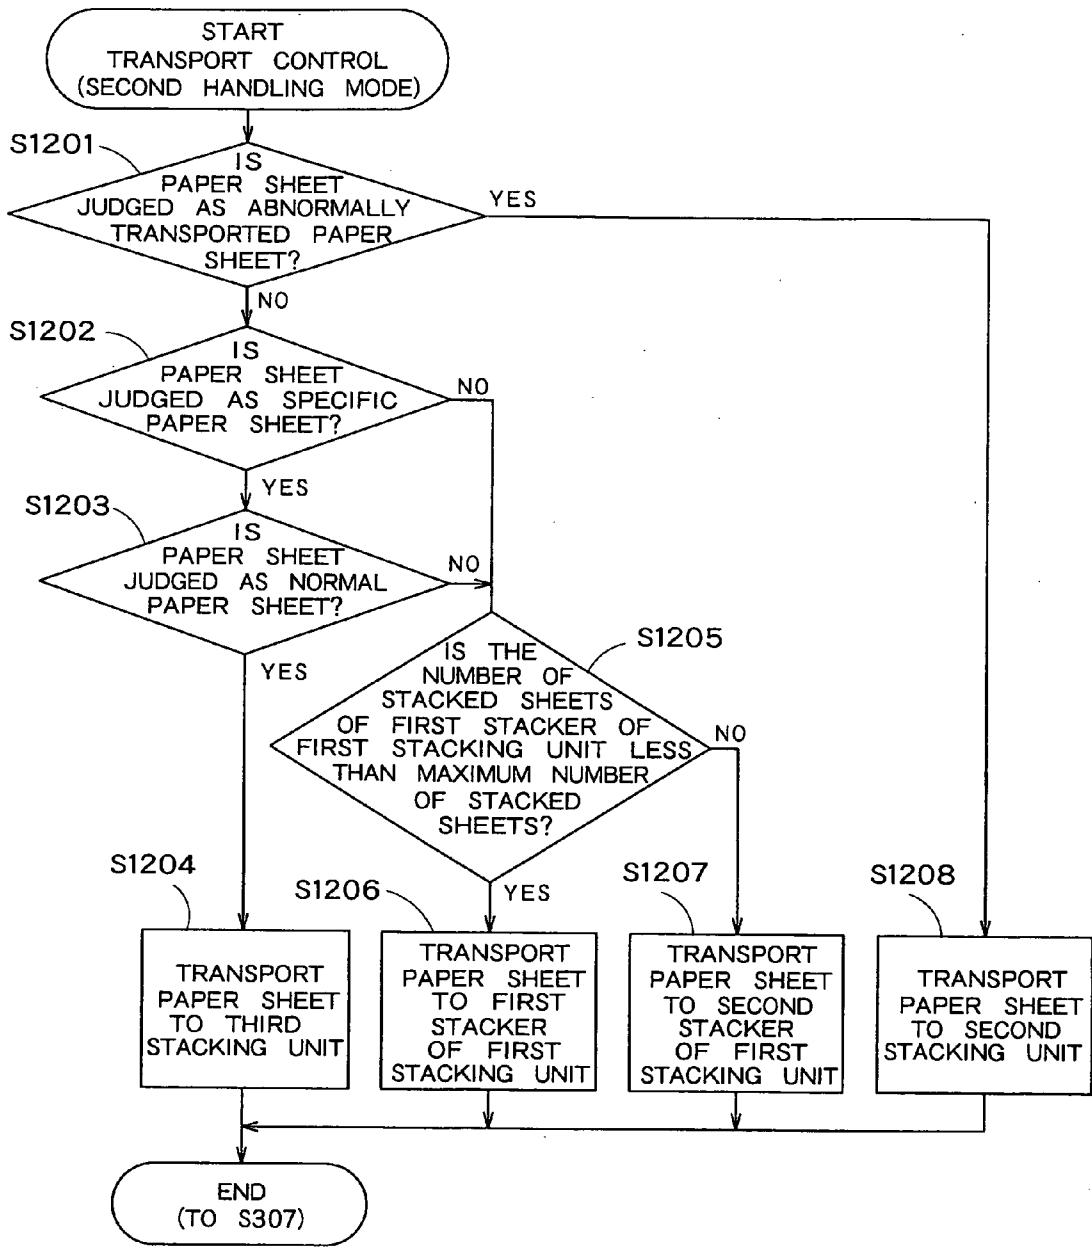 START
TRANSPORT CONTROL
(SECOND HANDLING MODE)
S1201
IS
PAPER SHEET
JUDGED AS ABNORMALLY
TRANSPORTED PAPER
SHEET?
YES
NO
S1202
IS
PAPER SHEET
JUDGED AS SPECIFIC
PAPER SHEET?
NO
YES
S1203
IS
PAPER SHEET
JUDGED AS NORMAL
PAPER SHEET?
NO
YES
S1205
IS THE
NUMBER OF
STACKED SHEETS
OF FIRST STACKER OF
FIRST STACKING UNIT LESS
THAN MAXIMUM NUMBER
OF STACKED
SHEETS?
NO
YES
S1204
TRANSPORT
PAPER SHEET
TO THIRD
STACKING UNIT
S1206
TRANSPORT
PAPER SHEET
TO FIRST
STACKER
OF FIRST
STACKING UNIT
S1207
TRANSPORT
PAPER SHEET
TO SECOND
STACKER
OF FIRST
STACKING UNIT
S1208
TRANSPORT
PAPER SHEET
TO SECOND
STACKING UNIT
END
(TO S307)